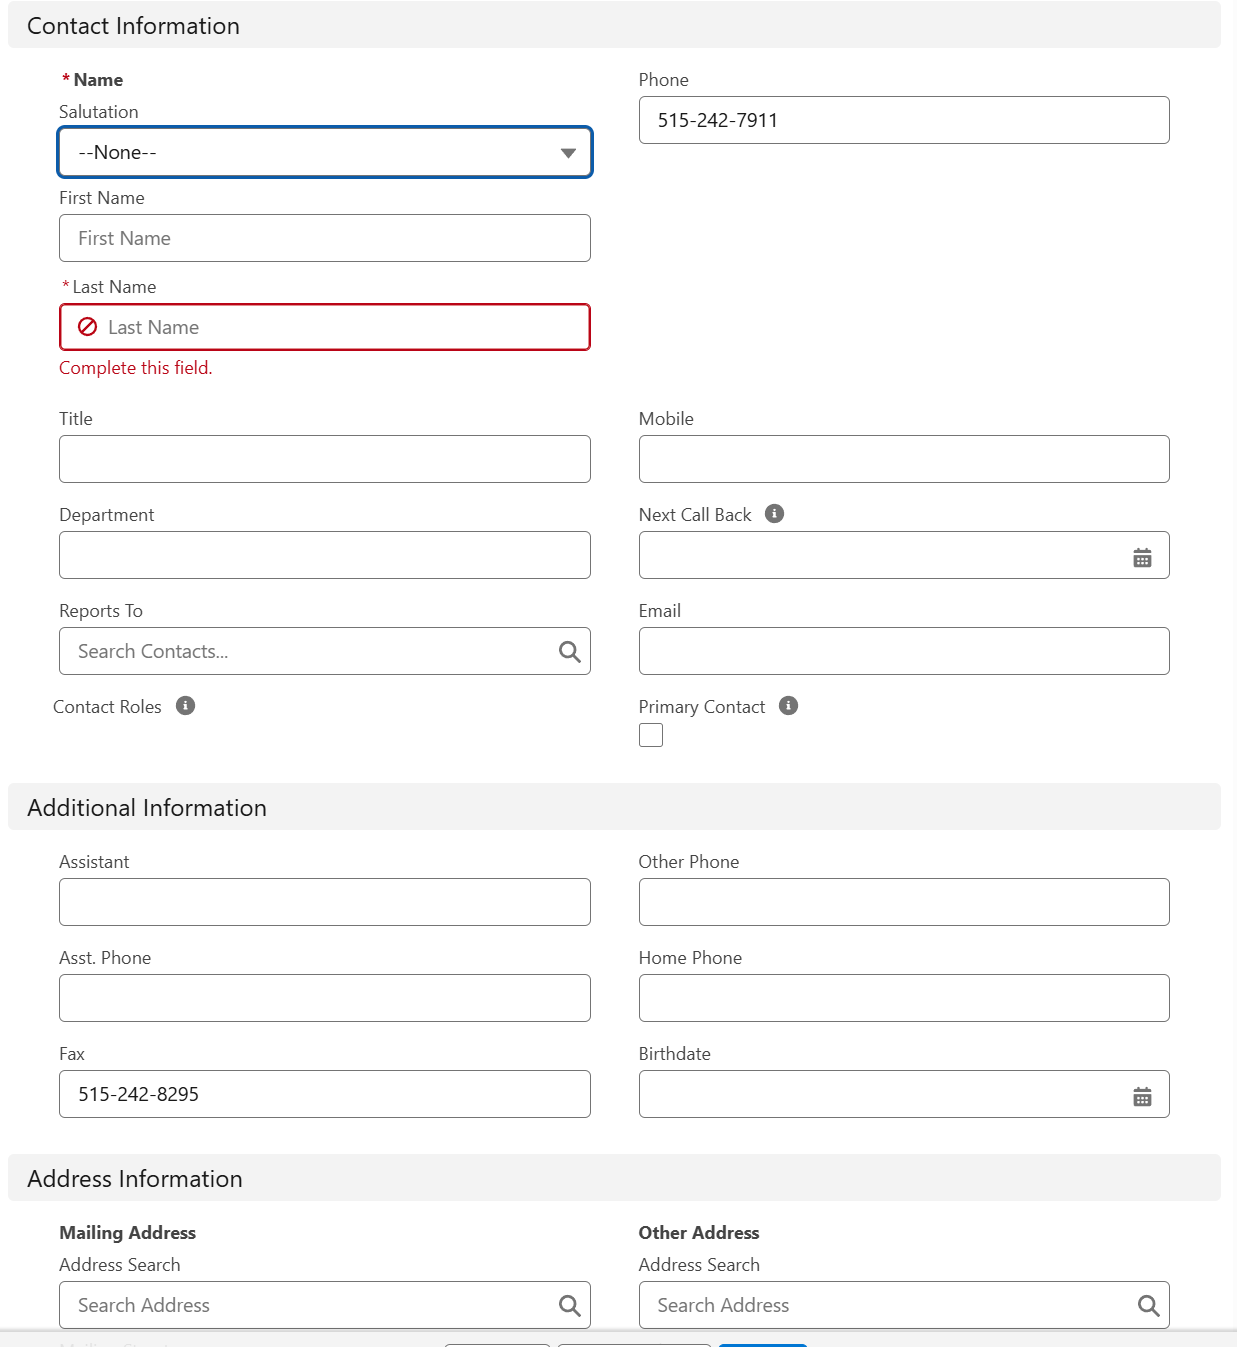 Contact Information
* Name
Salutation
--None--
First Name
First Name
* Last Name
Last Name
Complete this field.
Phone
515-242-7911
Title
Mobile
Department
Next Call Back
Reports To
Search Contacts...
Email
Contact Roles
Primary Contact
Additional Information
Assistant
Other Phone
Asst. Phone
Home Phone
Fax
515-242-8295
Birthdate
Address Information
Mailing Address
Address Search
Search Address
Other Address
Address Search
Search Address